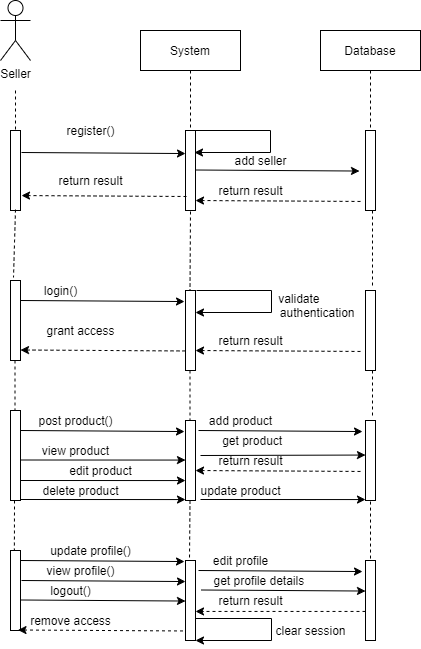 System
Database
Seller
register()
add seller
return result
return result
login()
validate
authentication
grant access
return result
post product()
add product
get product
view product
return result
edit product
delete product
update product
update profile()
edit profile
view profile()
get profile details
logout()
return result
remove access
clear session